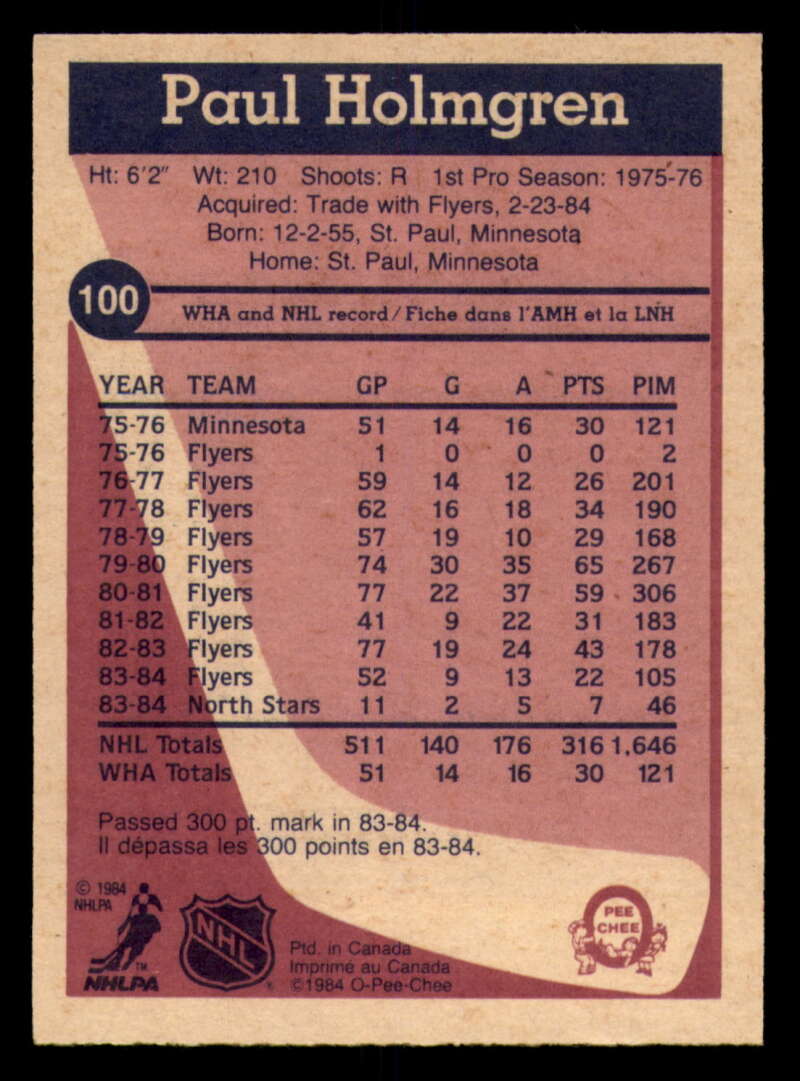 Paul Holmgren
Ht: 6'2" Wt: 210 Shoots: R 1st Pro Season: 1975-76
Acquired: Trade with Flyers, 2-23-84
Born: 12-2-55, St. Paul, Minnesota
Home: St. Paul, Minnesota
100
WHA and NHL record/Fiche dans l'AMH et la LNH
YEAR TEAM GP G A PTS PIM
75-76 Minnesota 51 14 16 30 121
75-76 Flyers 1 0 0 0 2
76-77 Flyers 59 14 12 26 201
77-78 Flyers 62 16 18 34 190
78-79 Flyers 57 19 10 29 168
79-80 Flyers 74 30 35 65 267
80-81 Flyers 77 22 37 59 306
81-82 Flyers 41 9 22 31 183
82-83 Flyers 77 19 24 43 178
83-84 Flyers 52 9 13 22 105
83-84 North Stars 11 2 5 7 46
NHL Totals 511 140 176 316 1,646
WHA Totals 51 14 16 30 121
Passed 300 pt. mark in 83-84.
Il dépassa les 300 points en 83-84.
© 1984
NHLPA
TM
NHLPA
NHL
®
Ptd. in Canada
Imprimé au Canada
©1984 O-Pee-Chee
PEE
CHEE